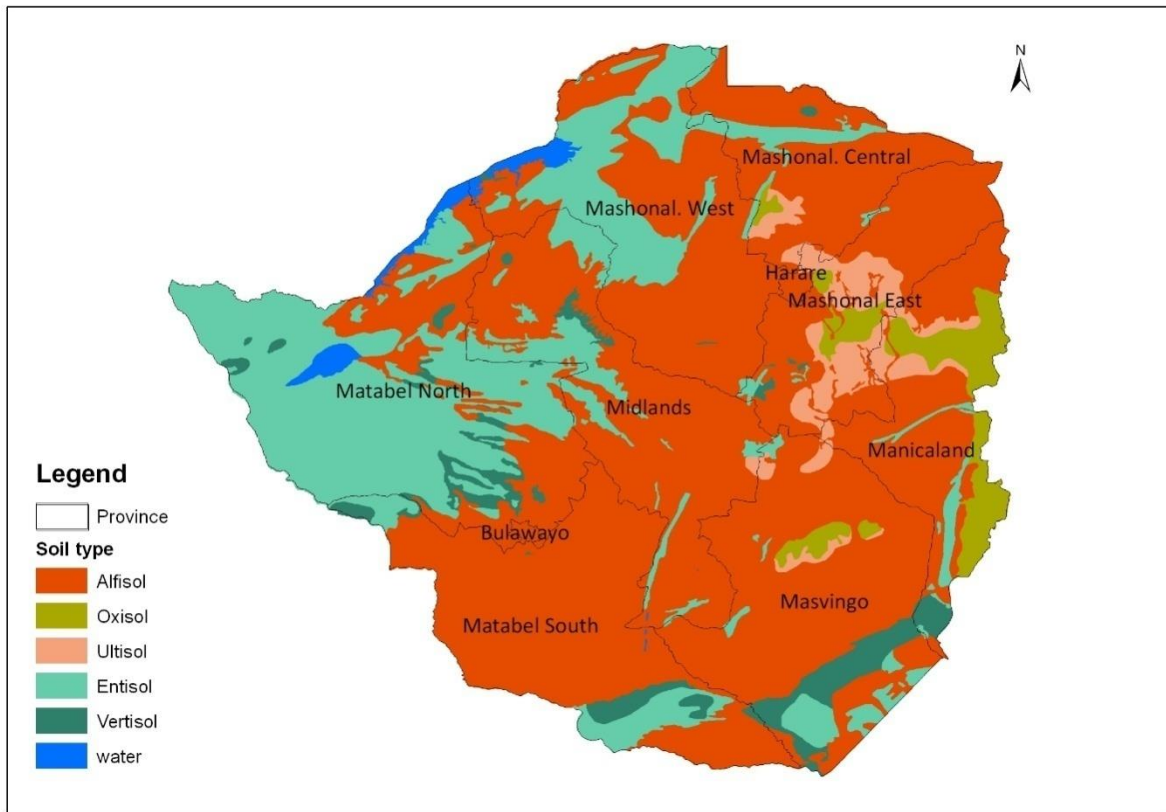 N
Mashonal. Central
Mashonal. West
Harare
Mashonal East
Matabel North
Midlands
Manicaland
Bulawayo
Masvingo
Matabel South
Legend
Province
Soil type
Alfisol
Oxisol
Ultisol
Entisol
Vertisol
water